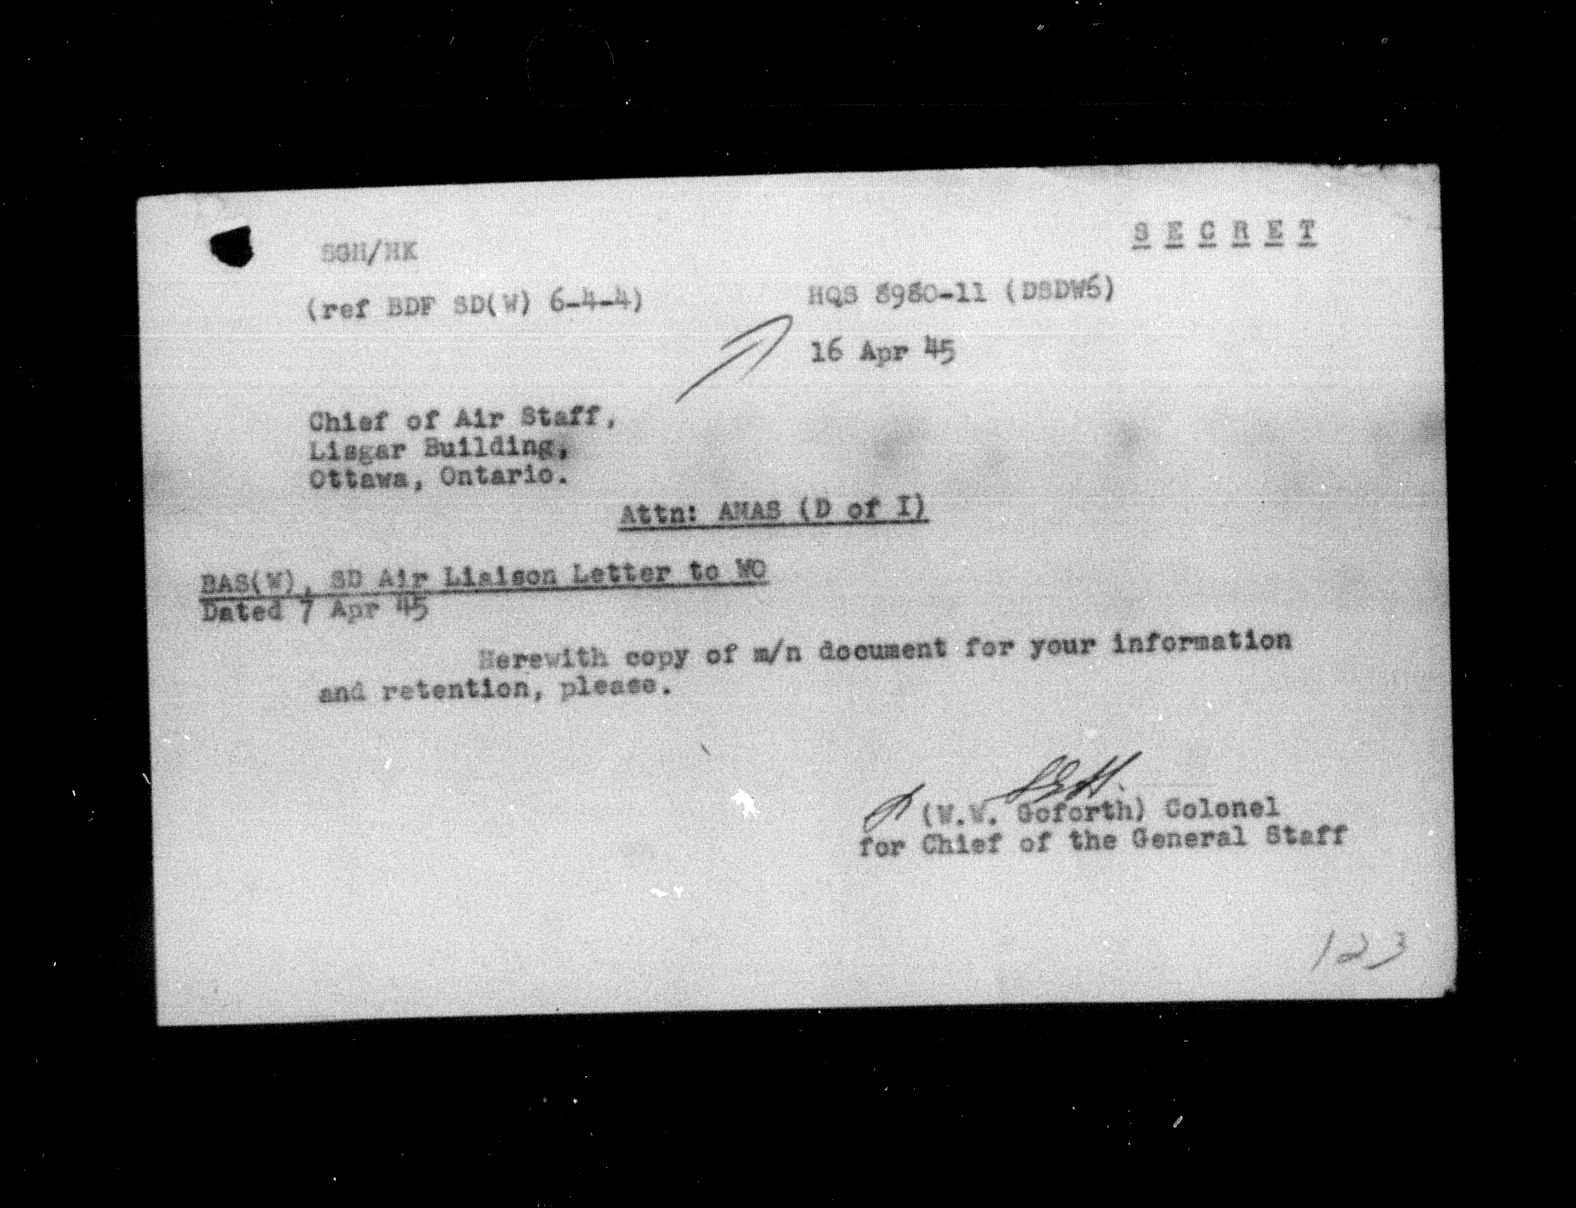 SECRET
SGH/HK
(ref BDF SD(W) 6-4-4)
HQS 8980-11 (DSDW6)
16 Apr 45
Chief of Air Staff,
Lisgar Building,
Ottawa, Ontario.
Attn: AMAS (D of I)
BAS(W), SD Air Liaison Letter to WO
Dated 7 Apr 45
Herewith copy of m/n document for your information
and retention, please.
(W.W. Goforth) Colonel
for Chief of the General Staff
123